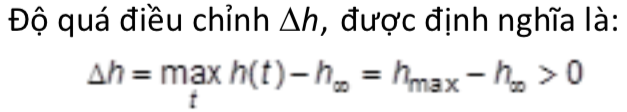 Độ quá điều chỉnh Δh, được định nghĩa là:
Δh = max h(t) − h∞ = hmax − h∞ > 0
t